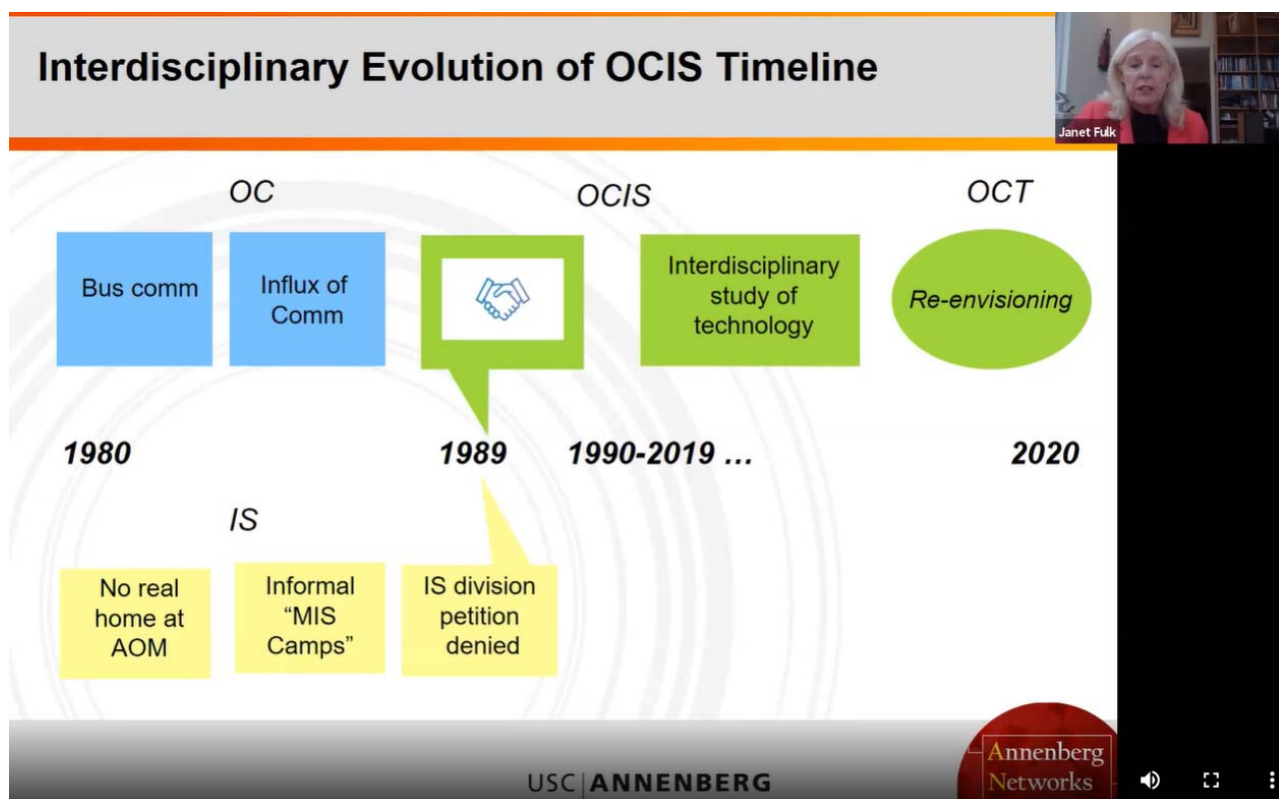 Interdisciplinary Evolution of OCIS Timeline
Janet Fulk
OC
OCIS
OCT
Bus comm
Influx of
Comm
Interdisciplinary
study of
technology
Re-envisioning
1980
1989
1990-2019 ...
2020
IS
No real
home at
AOM
Informal
“MIS
Camps”
IS division
petition
denied
USC|ANNENBERG
Annenberg
Networks